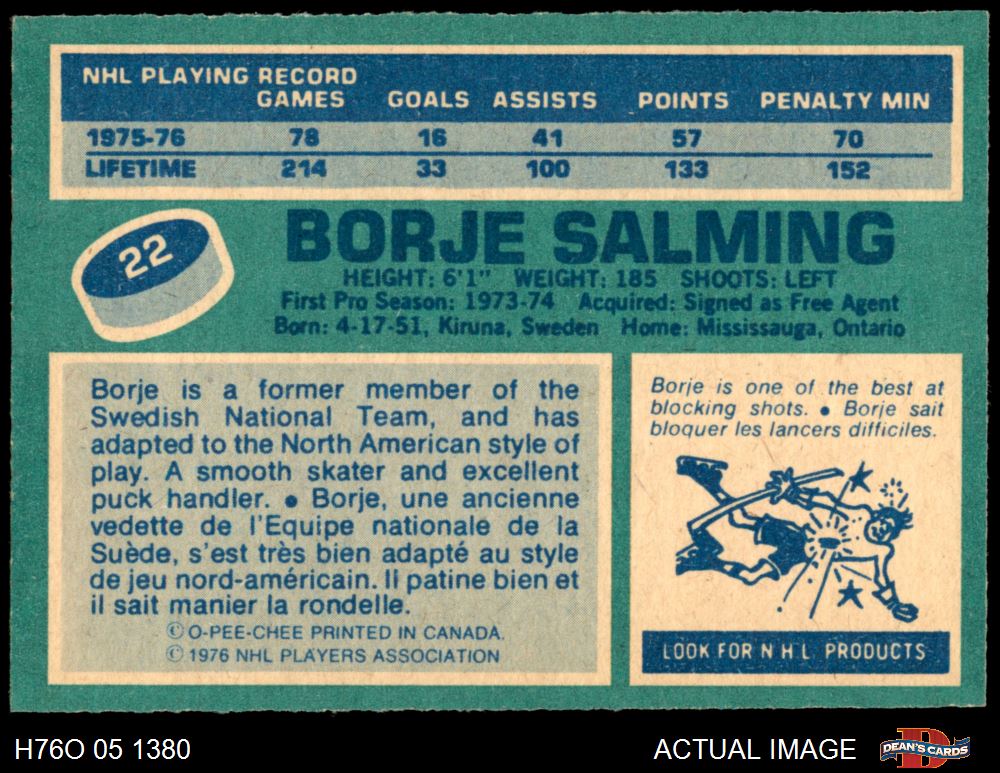 NHL PLAYING RECORD
GAMES GOALS ASSISTS POINTS PENALTY MIN
1975-76 78 16 41 57 70
LIFETIME 214 33 100 133 152
22
BORJE SALMING
HEIGHT: 6'1" WEIGHT: 185 SHOOTS: LEFT
First Pro Season: 1973-74 Acquired: Signed as Free Agent
Born: 4-17-51, Kiruna, Sweden Home: Mississauga, Ontario
Borje is a former member of the
Swedish National Team, and has
adapted to the North American style of
play. A smooth skater and excellent
puck handler. ● Borje, une ancienne
vedette de l'Equipe nationale de la
Suède, s'est très bien adapté au style
de jeu nord-américain. Il patine bien et
il sait manier la rondelle.
© O-PEE-CHEE PRINTED IN CANADA.
© 1976 NHL PLAYERS ASSOCIATION
Borje is one of the best at
blocking shots. ● Borje sait
bloquer les lancers difficiles.
LOOK FOR N H L PRODUCTS
H76O 05 1380
ACTUAL IMAGE
D
DEAN'S CARDS